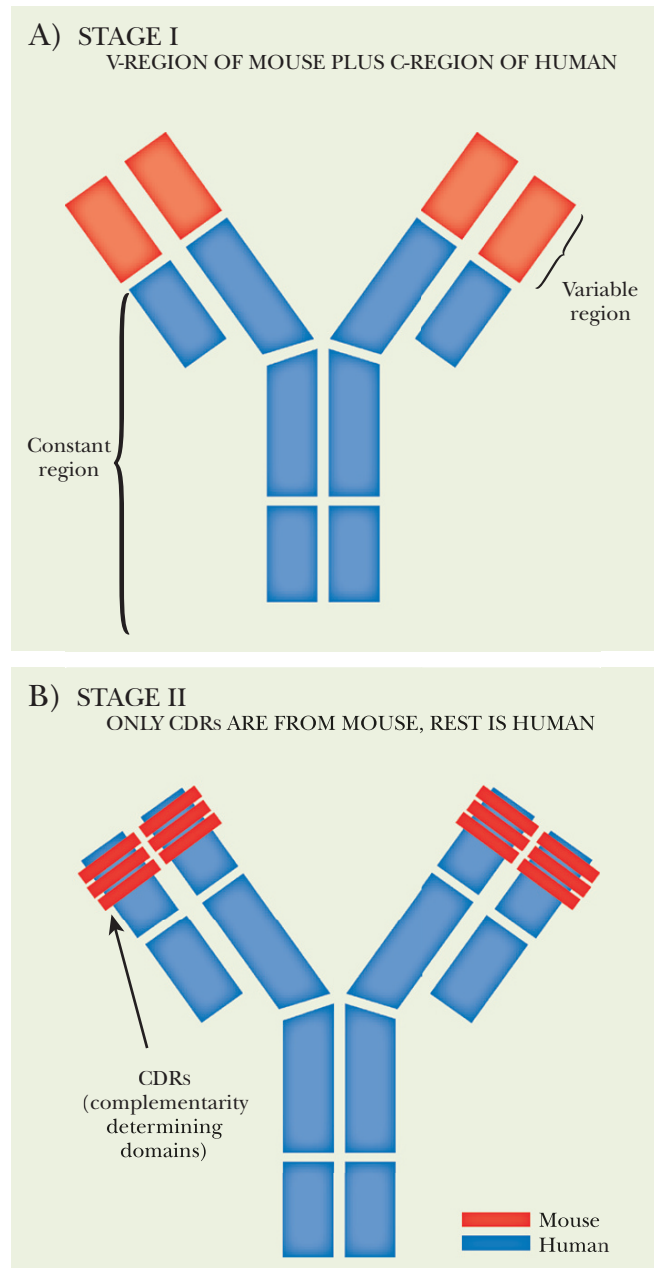 A) STAGE I
V-REGION OF MOUSE PLUS C-REGION OF HUMAN
Variable
region
Constant
region
B) STAGE II
ONLY CDRs ARE FROM MOUSE, REST IS HUMAN
CDRs
(complementarity
determining
domains)
Mouse
Human